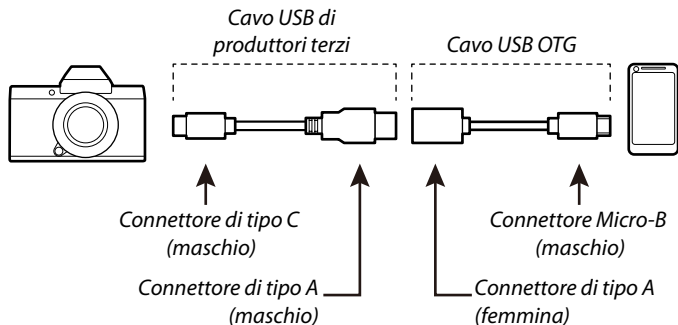 Cavo USB di
produttori terzi
Cavo USB OTG
Connettore di tipo C
(maschio)
Connettore Micro-B
(maschio)
Connettore di tipo A
(maschio)
Connettore di tipo A
(femmina)